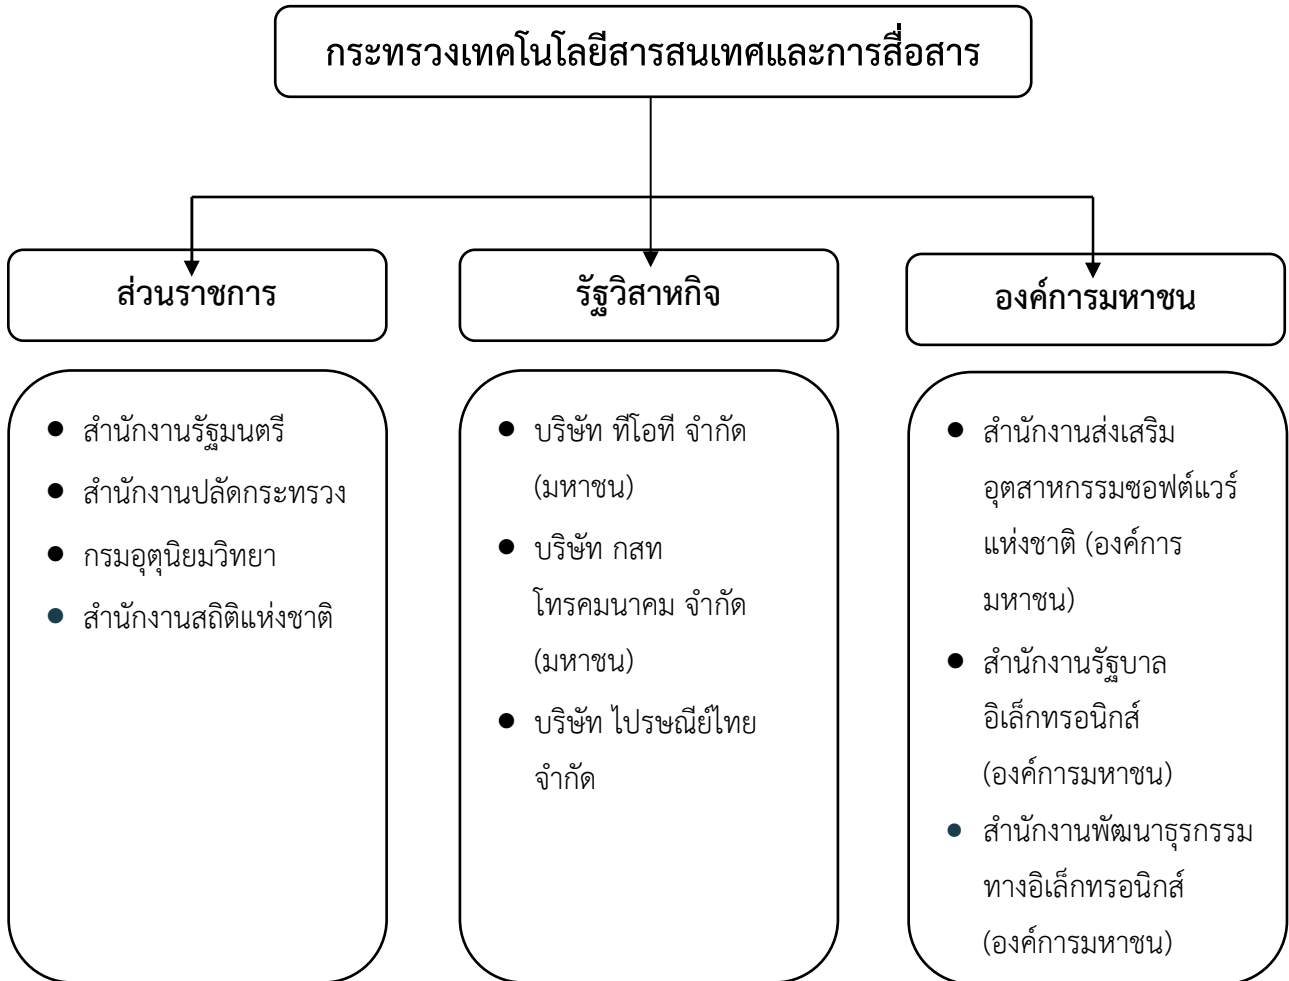 กระทรวงเทคโนโลยีสารสนเทศและการสื่อสาร
ส่วนราชการ
● สำนักงานรัฐมนตรี
● สำนักงานปลัดกระทรวง
● กรมอุตุนิยมวิทยา
● สำนักงานสถิติแห่งชาติ
รัฐวิสาหกิจ
● บริษัท ทีโอที จำกัด
(มหาชน)
● บริษัท กสท
โทรคมนาคม จำกัด
(มหาชน)
● บริษัท ไปรษณีย์ไทย
จำกัด
องค์การมหาชน
● สำนักงานส่งเสริม
อุตสาหกรรมซอฟต์แวร์
แห่งชาติ (องค์การ
มหาชน)
● สำนักงานรัฐบาล
อิเล็กทรอนิกส์
(องค์การมหาชน)
● สำนักงานพัฒนาธุรกรรม
ทางอิเล็กทรอนิกส์
(องค์การมหาชน)